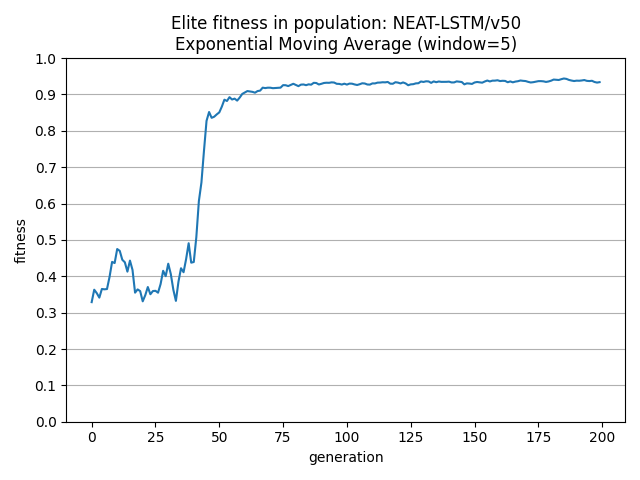 Elite fitness in population: NEAT-LSTM/v50
Exponential Moving Average (window=5)
fitness
1.0
0.9
0.8
0.7
0.6
0.5
0.4
0.3
0.2
0.1
0.0
0 25 50 75 100 125 150 175 200
generation